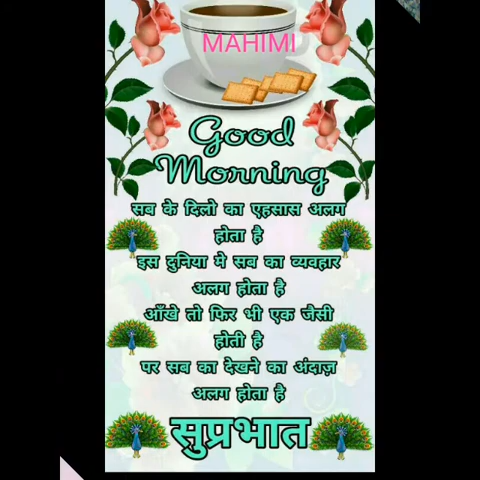 MAHIMI
Good
Morning
सब के दिलो का एहसास अलग
होता है
इस दुनिया मे सब का व्यवहार
अलग होता है
आँखे तो फिर भी एक जैसी
होती है
पर सब का देखने का अंदाज़
अलग होता है
सुप्रभात